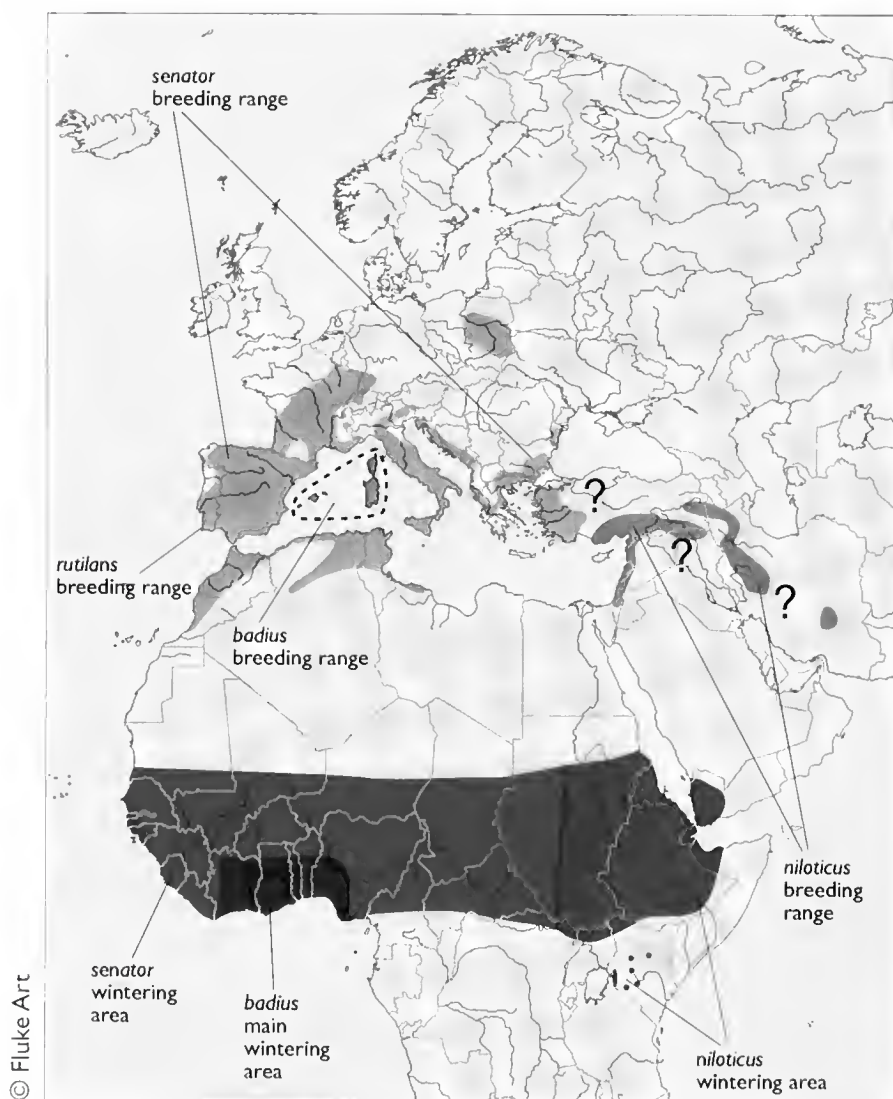 senator
breeding range
?
?
?
rutilans
breeding range
badius
breeding range
niloticus
breeding
range
senator
wintering
area
badius
main
wintering
area
niloticus
wintering area
© Fluke Art